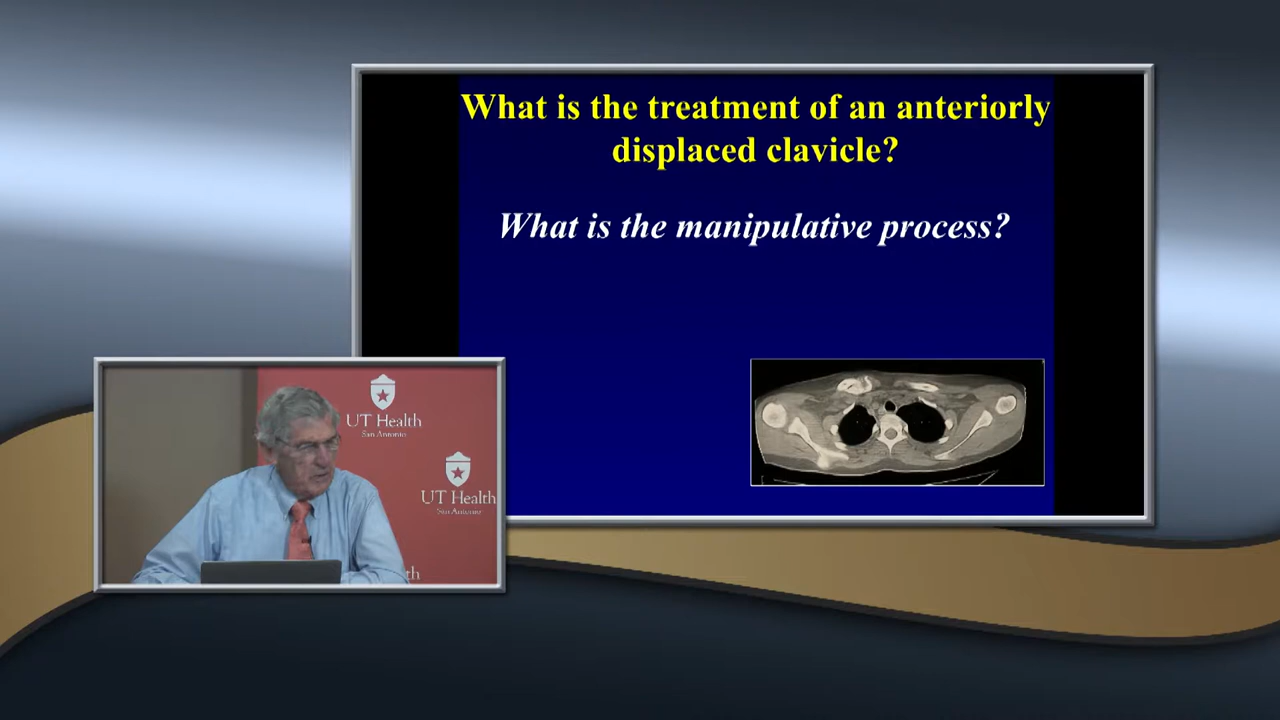 What is the treatment of an anteriorly
displaced clavicle?
What is the manipulative process?
UT Health
San Antonio
UT Health
San Antonio
th